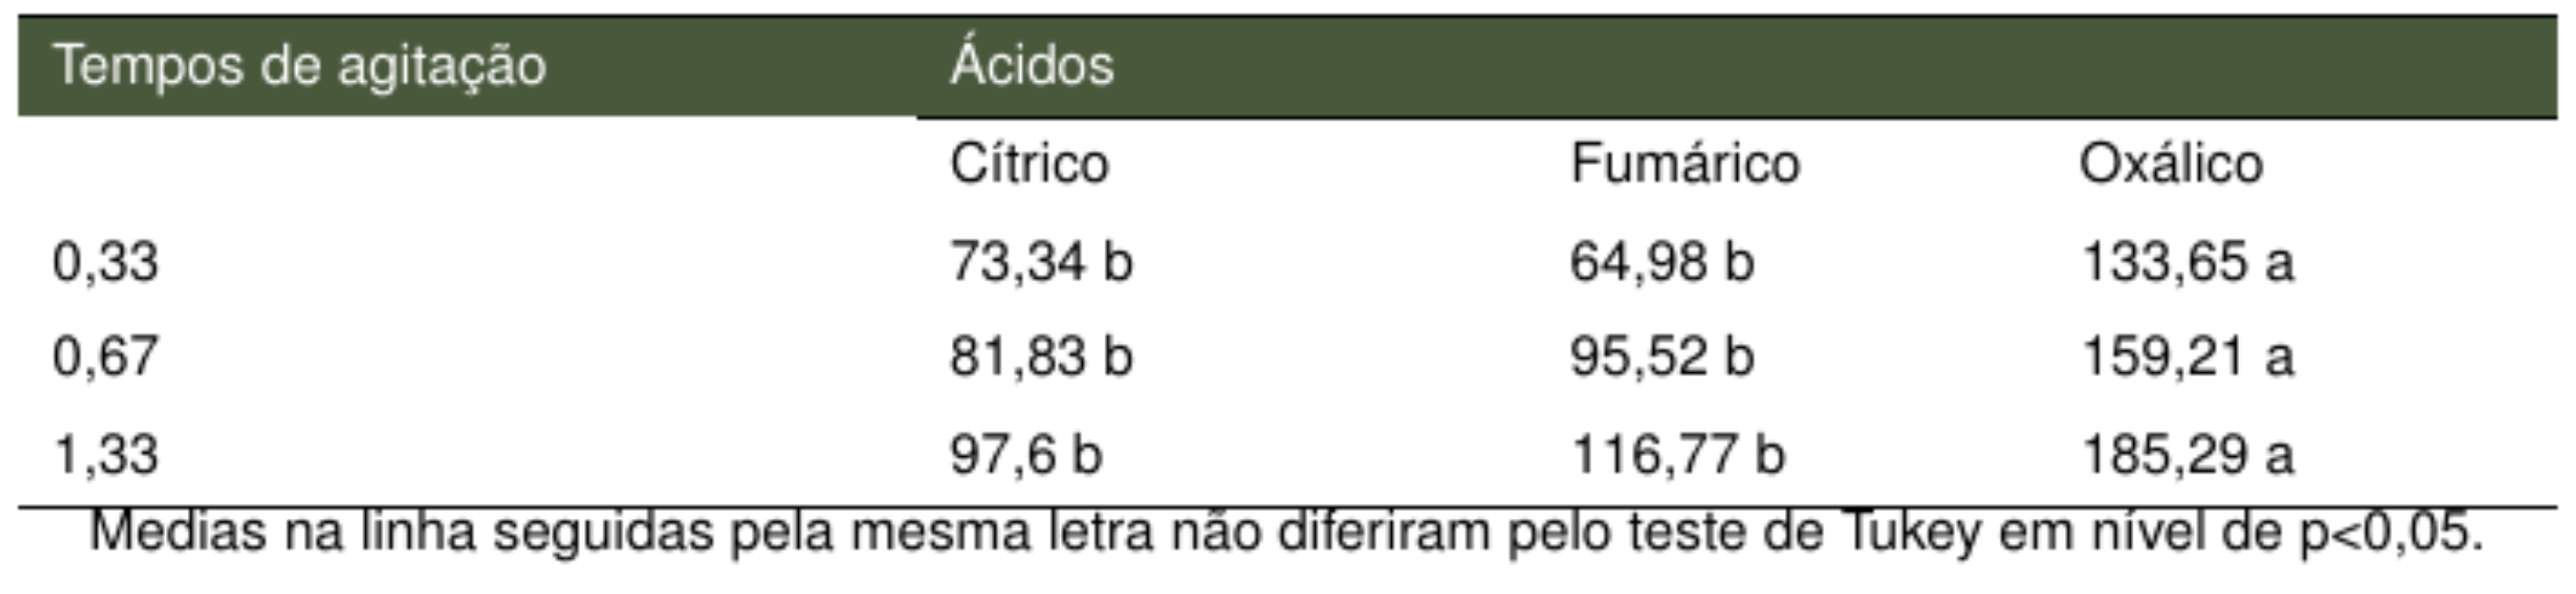 Tempos de agitação Ácidos
Cítrico Fumárico Oxálico
0,33 73,34 b 64,98 b 133,65 a
0,67 81,83 b 95,52 b 159,21 a
1,33 97,6 b 116,77 b 185,29 a
Medias na linha seguidas pela mesma letra não diferiram pelo teste de Tukey em nível de p<0,05.